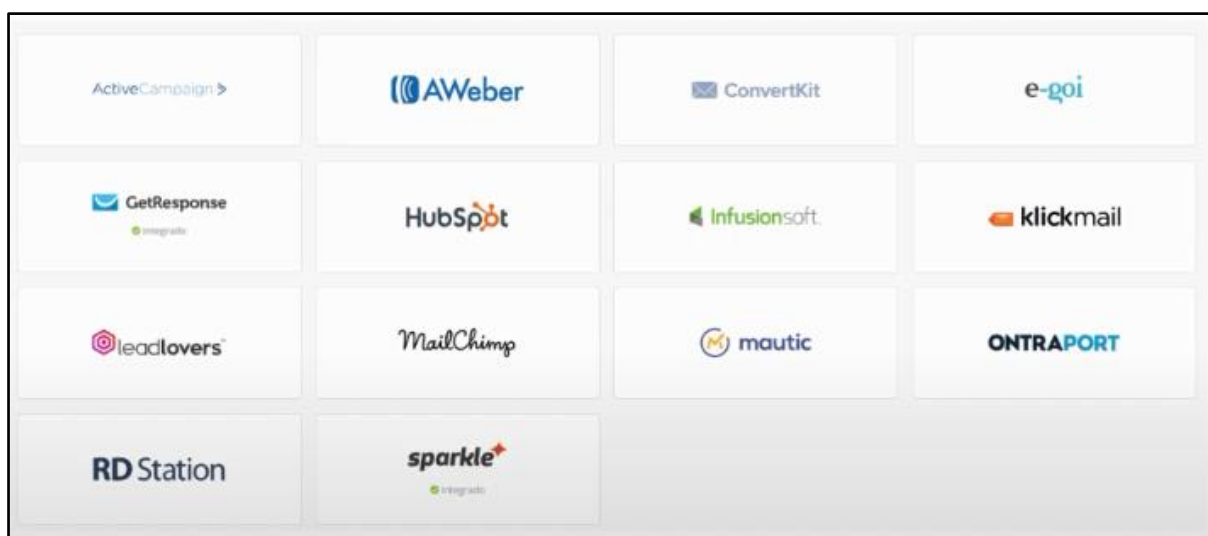 ActiveCampaign
AWeber
ConvertKit
e-goi
GetResponse
integrado
HubSpot
Infusionsoft.
klickmail
leadlovers
MailChimp
mautic
ONTRAPORT
RD Station
sparkle
integrado